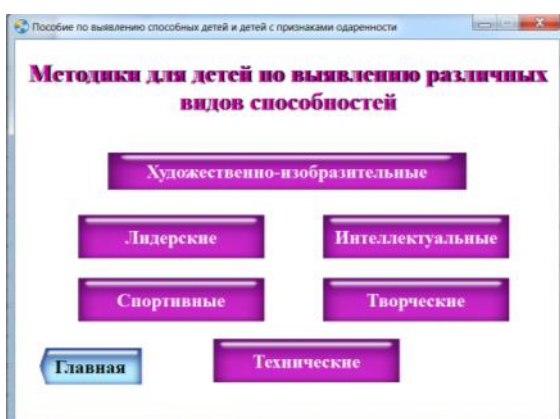 Пособие по выявлению способных детей и детей с признаками одаренности
Методики для детей по выявлению различных
видов способностей
Художественно-изобразительные
Лидерские
Интеллектуальные
Спортивные
Творческие
Главная
Технические